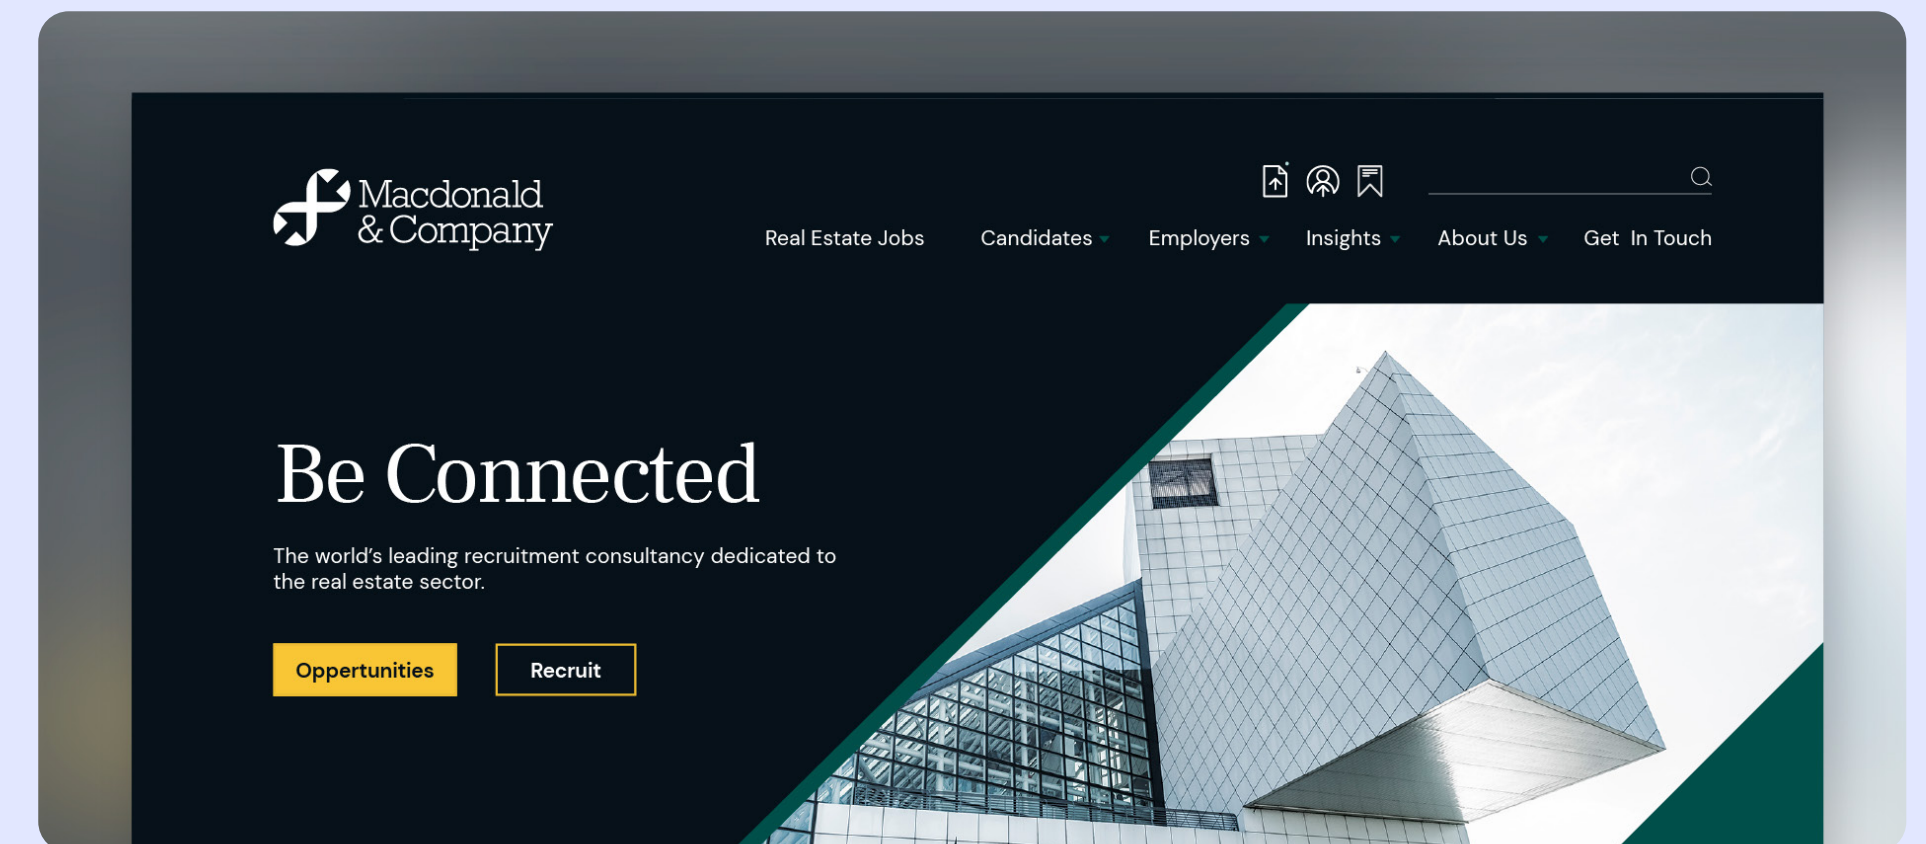 Macdonald
& Company
Real Estate Jobs
Candidates
Employers
Insights
About Us
Get In Touch
Be Connected
The world’s leading recruitment consultancy dedicated to
the real estate sector.
Oppertunities
Recruit